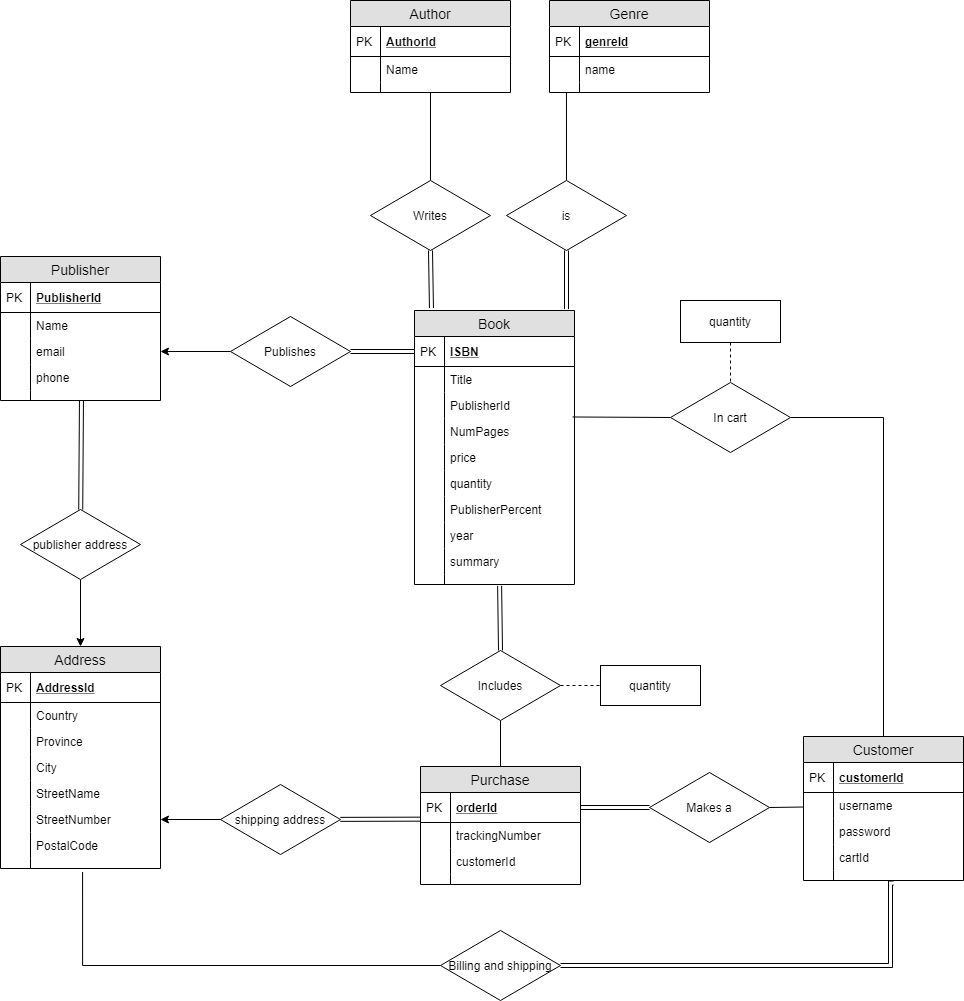 Author
PK AuthorId
Name
Genre
PK genreId
name
Writes
is
Publisher
PK PublisherId
Name
email
phone
Publishes
Book
PK ISBN
Title
PublisherId
NumPages
price
quantity
PublisherPercent
year
summary
quantity
In cart
publisher address
Address
PK AddressId
Country
Province
City
StreetName
StreetNumber
PostalCode
Includes
quantity
shipping address
Purchase
PK orderId
trackingNumber
customerId
Makes a
Customer
PK customerId
username
password
cartId
Billing and shipping